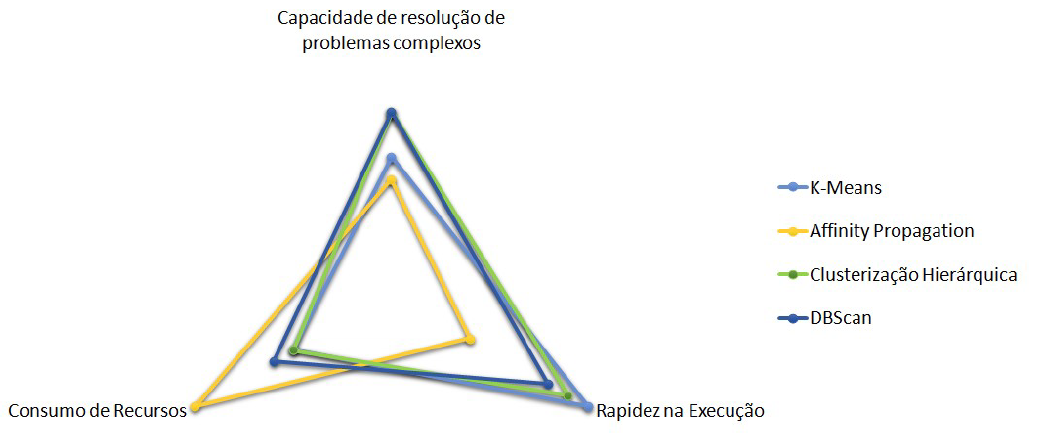 Capacidade de resolução de
problemas complexos
K-Means
Affinity Propagation
Clusterização Hierárquica
DBScan
Consumo de Recursos
Rapidez na Execução